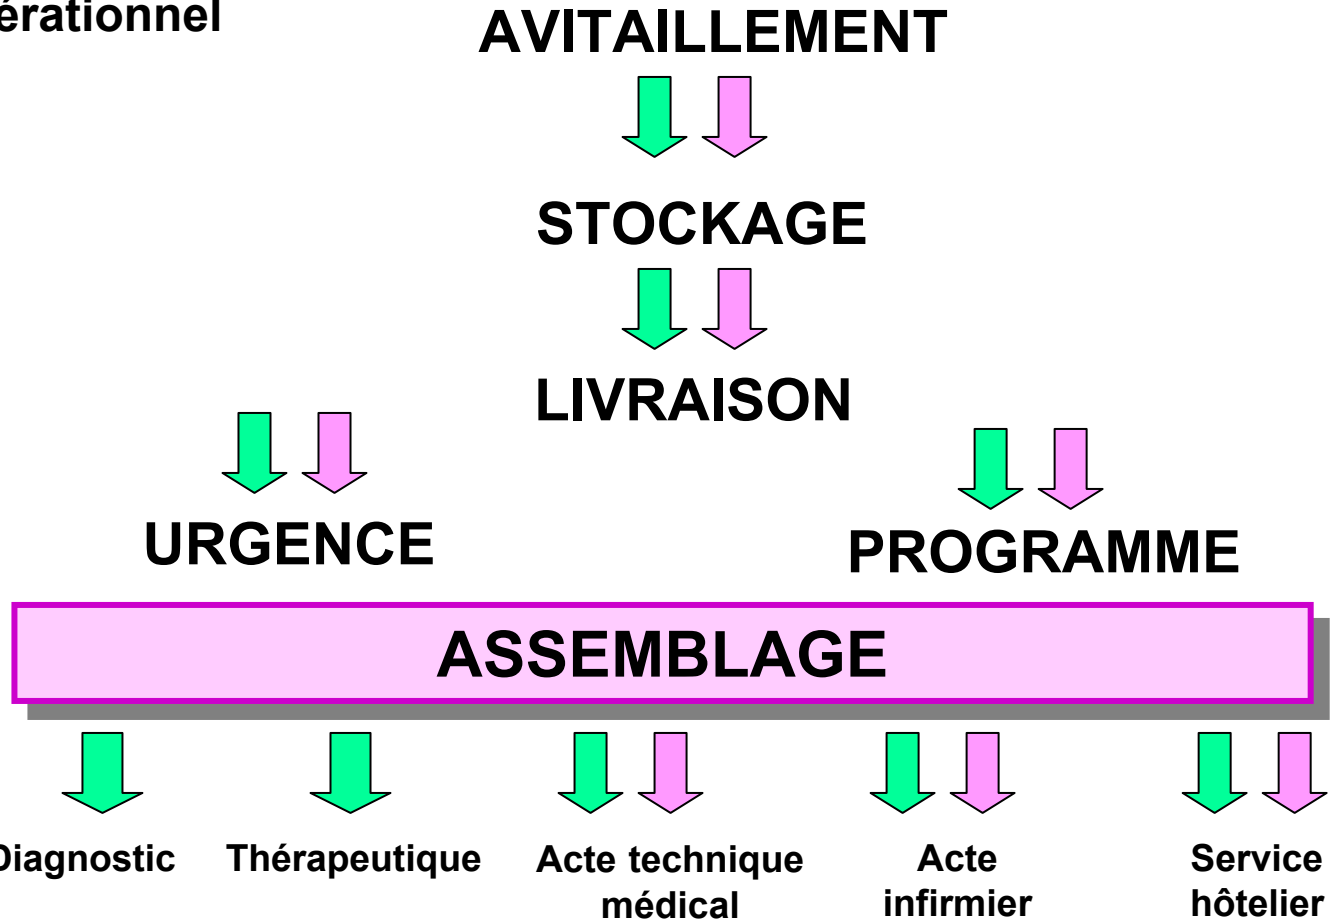 érationnel
AVITAILLEMENT
STOCKAGE
LIVRAISON
URGENCE
PROGRAMME
ASSEMBLAGE
Diagnostic
Thérapeutique
Acte technique
médical
Acte
infirmier
Service
hôtelier